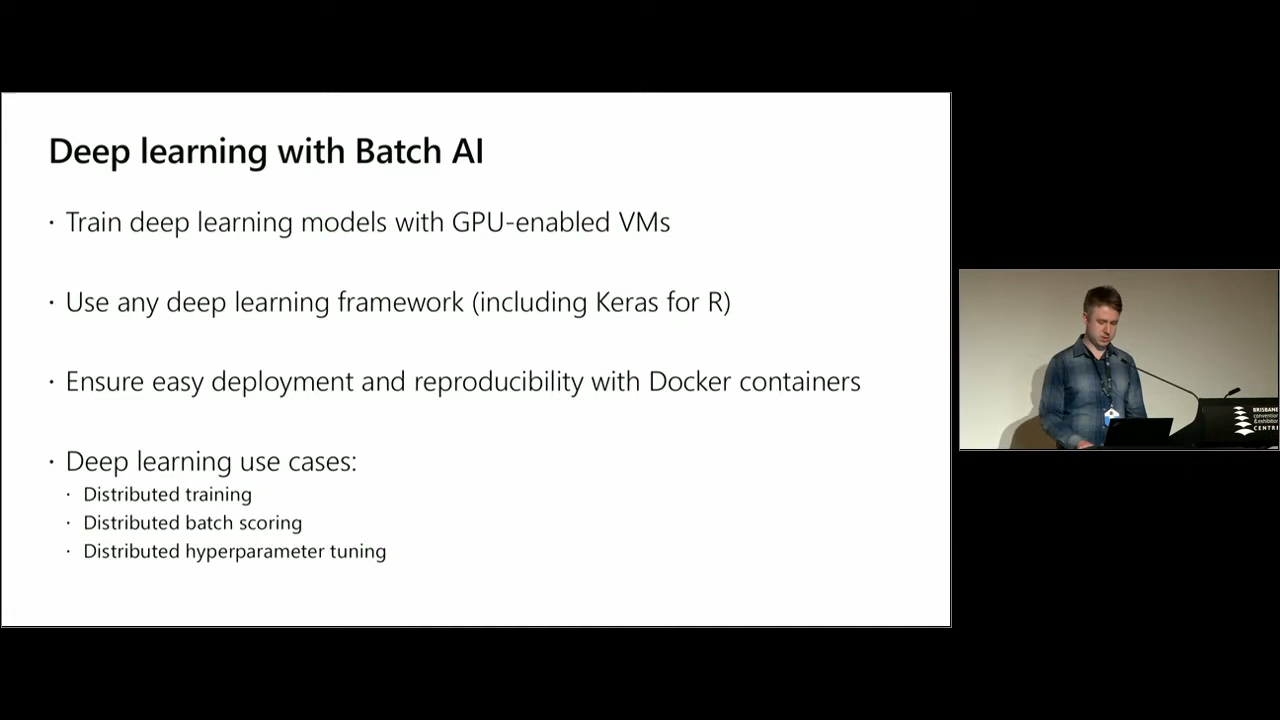 Deep learning with Batch AI
· Train deep learning models with GPU-enabled VMs
· Use any deep learning framework (including Keras for R)
· Ensure easy deployment and reproducibility with Docker containers
· Deep learning use cases:
· Distributed training
· Distributed batch scoring
· Distributed hyperparameter tuning
BRISBANE
CENTRE